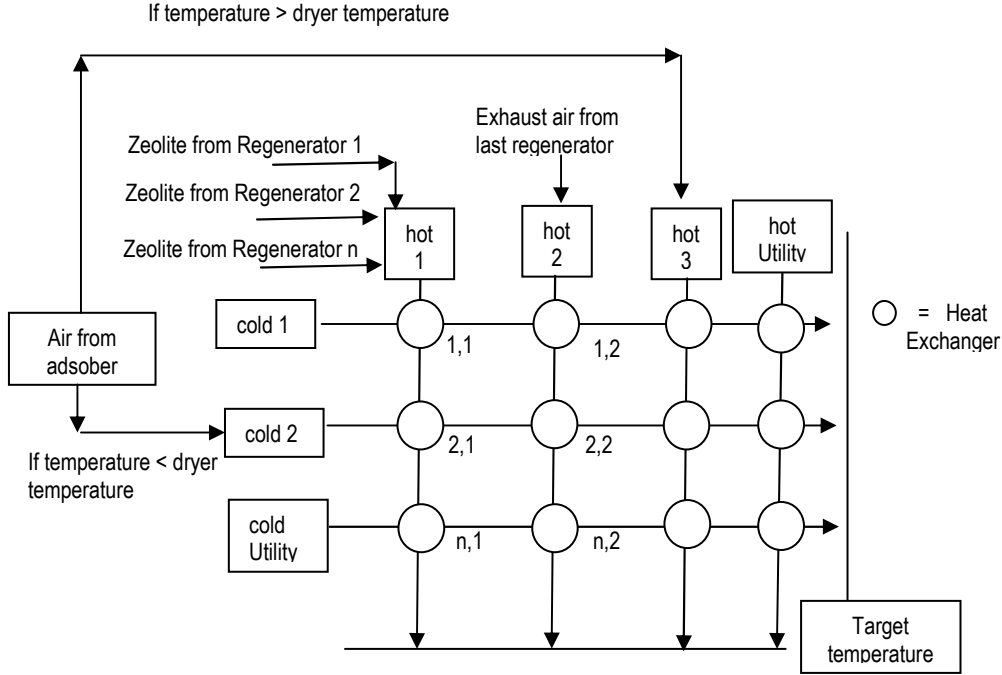 If temperature > dryer temperature
Exhaust air from
last regenerator
Zeolite from Regenerator 1
Zeolite from Regenerator 2
Zeolite from Regenerator n
hot
1
hot
2
hot
3
hot
Utility
cold 1
1,1
1,2
= Heat
Exchanger
Air from
adsober
cold 2
2,1
2,2
If temperature < dryer
temperature
cold
Utility
n,1
n,2
Target
temperature